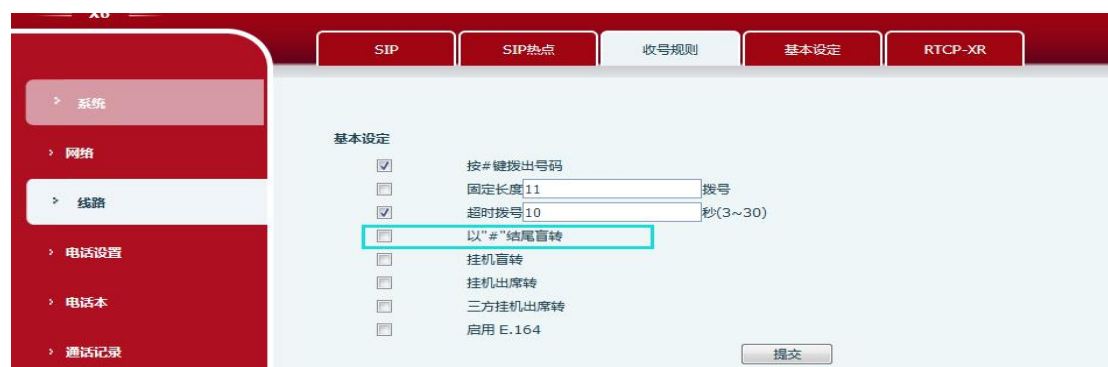 SIP
SIP热点
收号规则
基本设定
RTCP-XR
系统
网络
线路
电话设置
电话本
通话记录
基本设定
按#键拨出号码
固定长度 11 拨号
超时拨号 10 秒(3~30)
以"#"结尾盲转
挂机盲转
挂机出席转
三方挂机出席转
启用 E.164
提交